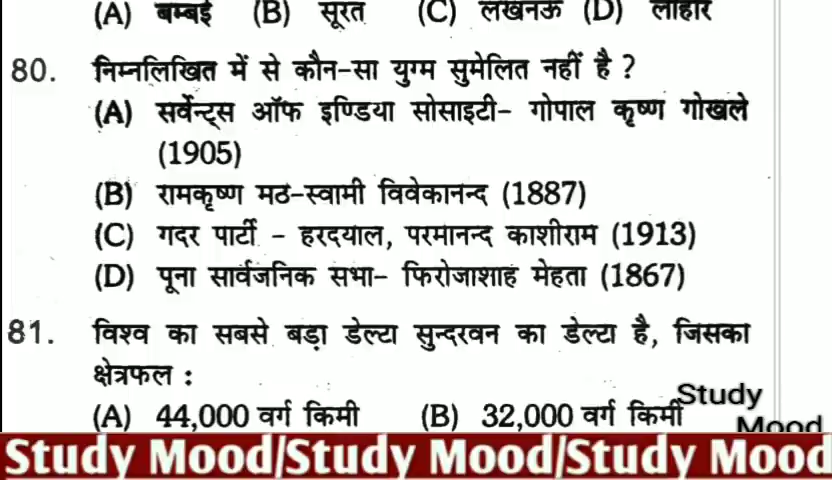 (A) बम्बई (B) सूरत (C) लखनऊ (D) लाहौर
80. निम्नलिखित में से कौन-सा युग्म सुमेलित नहीं है ?
(A) सर्वेन्ट्स ऑफ इण्डिया सोसाइटी- गोपाल कृष्ण गोखले
(1905)
(B) रामकृष्ण मठ-स्वामी विवेकानन्द (1887)
(C) गदर पार्टी - हरदयाल, परमानन्द काशीराम (1913)
(D) पूना सार्वजनिक सभा- फिरोजाशाह मेहता (1867)
81. विश्व का सबसे बड़ा डेल्टा सुन्दरवन का डेल्टा है, जिसका
क्षेत्रफल :
(A) 44,000 वर्ग किमी (B) 32,000 वर्ग किमी
Study
Mood
Study Mood/Study Mood/Study Mood